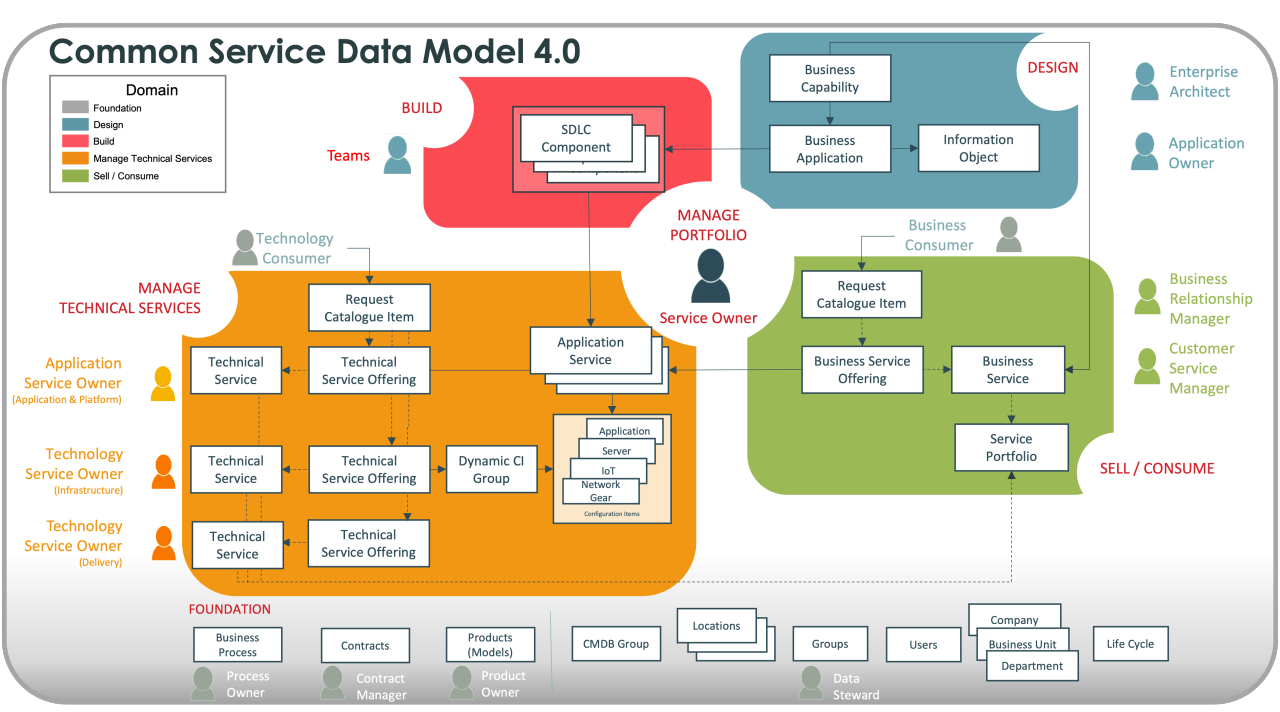 Common Service Data Model 4.0
Domain
Foundation
Design
Build
Manage Technical Services
Sell / Consume
BUILD
Teams
SDLC
Component
DESIGN
Business
Capability
Business
Application
Information
Object
Enterprise
Architect
Application
Owner
MANAGE
PORTFOLIO
Service Owner
Technology
Consumer
Business
Consumer
MANAGE
TECHNICAL SERVICES
Request
Catalogue Item
Application
Service
Technical
Service
Technical
Service Offering
Application
Service Owner
(Application & Platform)
Technology
Service Owner
(Infrastructure)
Technical
Service
Technical
Service Offering
Dynamic CI
Group
Application
Server
IoT
Network
Gear
Configuration Items
Technology
Service Owner
(Delivery)
Technical
Service
Technical
Service Offering
Request
Catalogue Item
Business Service
Offering
Business
Service
Service
Portfolio
Business
Relationship
Manager
Customer
Service
Manager
SELL / CONSUME
FOUNDATION
Business
Process
Contracts
Products
(Models)
CMDB Group
Locations
Groups
Users
Company
Business Unit
Department
Life Cycle
Process
Owner
Contract
Manager
Product
Owner
Data
Steward